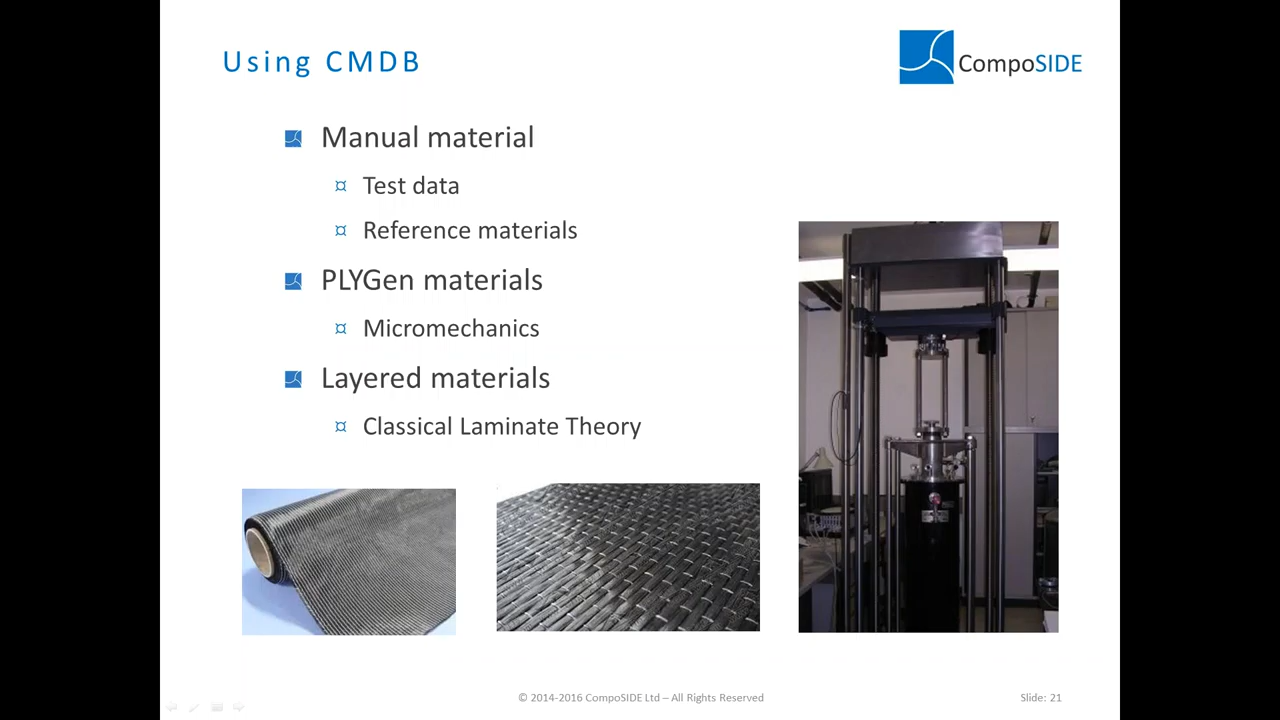 Using CMDB
CompoSIDE
Manual material
Test data
Reference materials
PLYGen materials
Micromechanics
Layered materials
Classical Laminate Theory
© 2014-2016 CompoSIDE Ltd – All Rights Reserved
Slide: 21